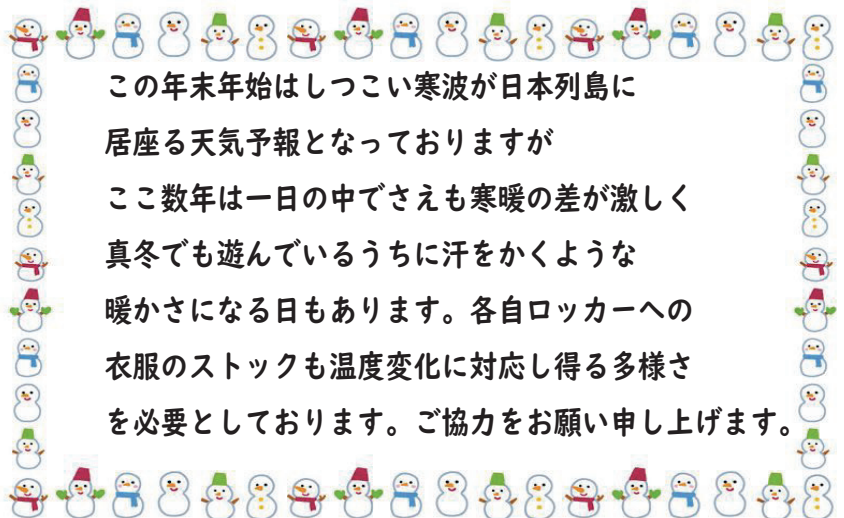 この年末年始はしつこい寒波が日本列島に
居座る天気予報となっておりますが
ここ数年は一日の中でさえも寒暖の差が激しく
真冬でも遊んでいるうちに汗をかくような
暖かさになる日もあります。各自ロッカーへの
衣服のストックも温度変化に対応し得る多様さ
を必要としております。ご協力をお願い申し上げます。